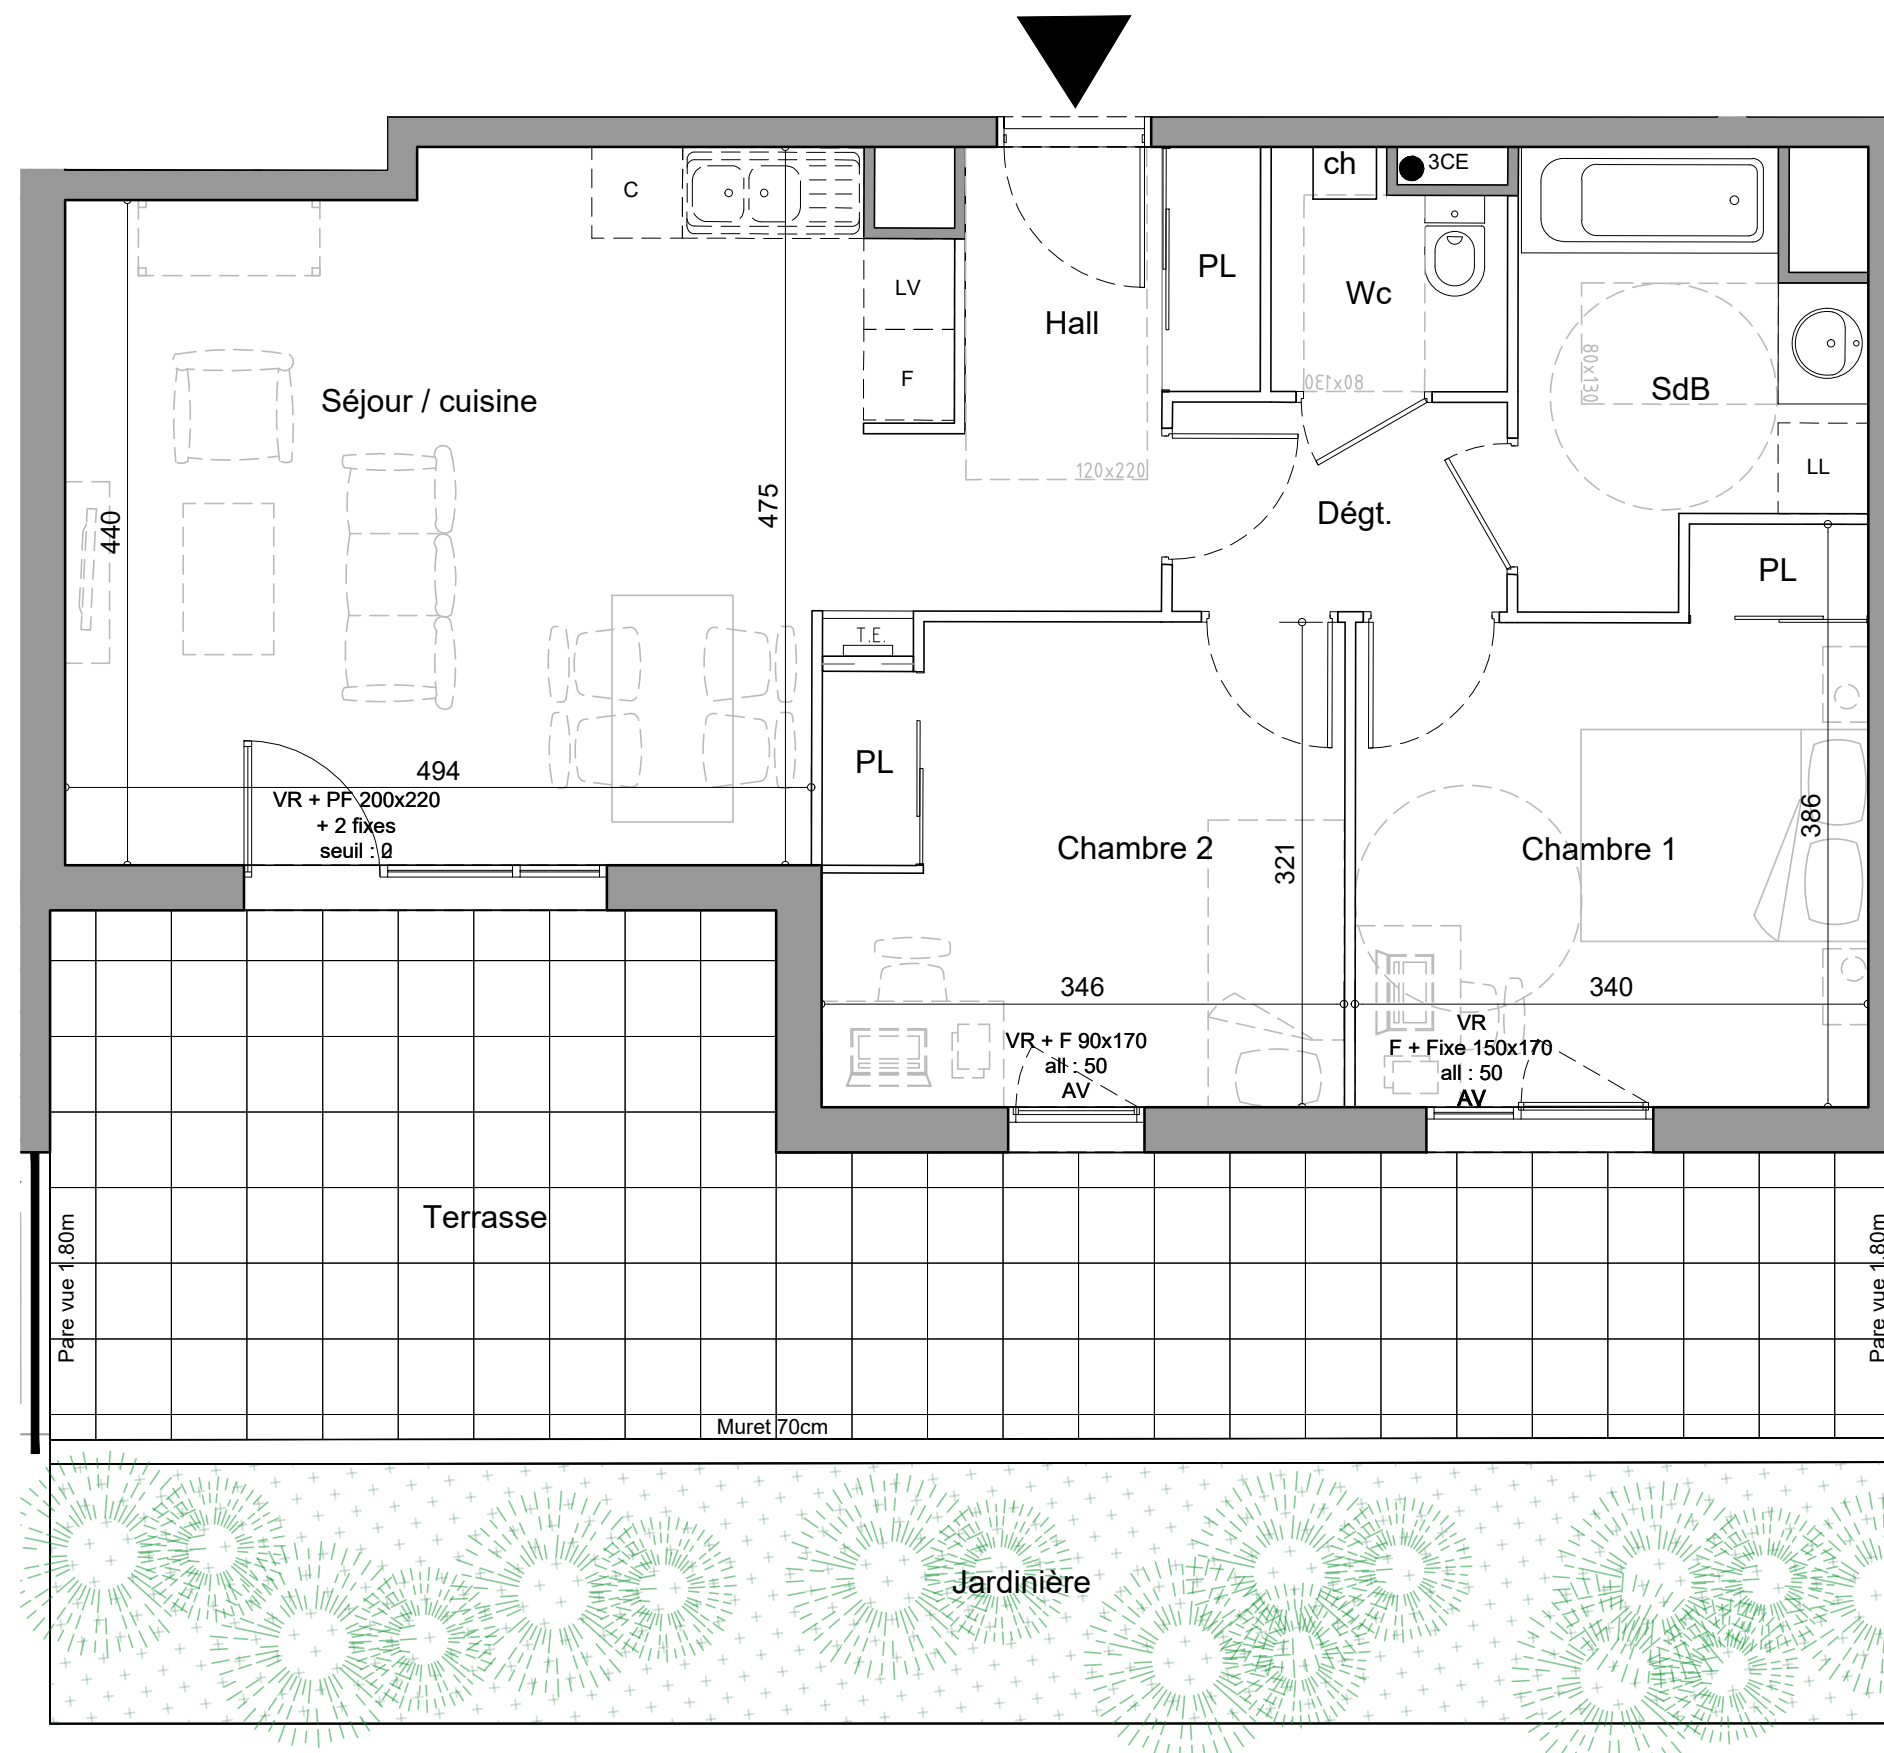 ch
3CE
C
PL
LV
Wc
Hall
F
80x130
80x130
SdB
Séjour / cuisine
120x220
LL
440
475
Dégt.
PL
T.E.
PL
494
VR + PF 200x220
+ 2 fixes
seuil : 2
386
Chambre 2
321
Chambre 1
346
340
VR + F 90x170
all : 50
AV
VR
F + Fixe 150x170
all : 50
AV
Terrasse
Pare vue 1.80m
Pare vue 1.80m
Muret 70cm
Jardinière